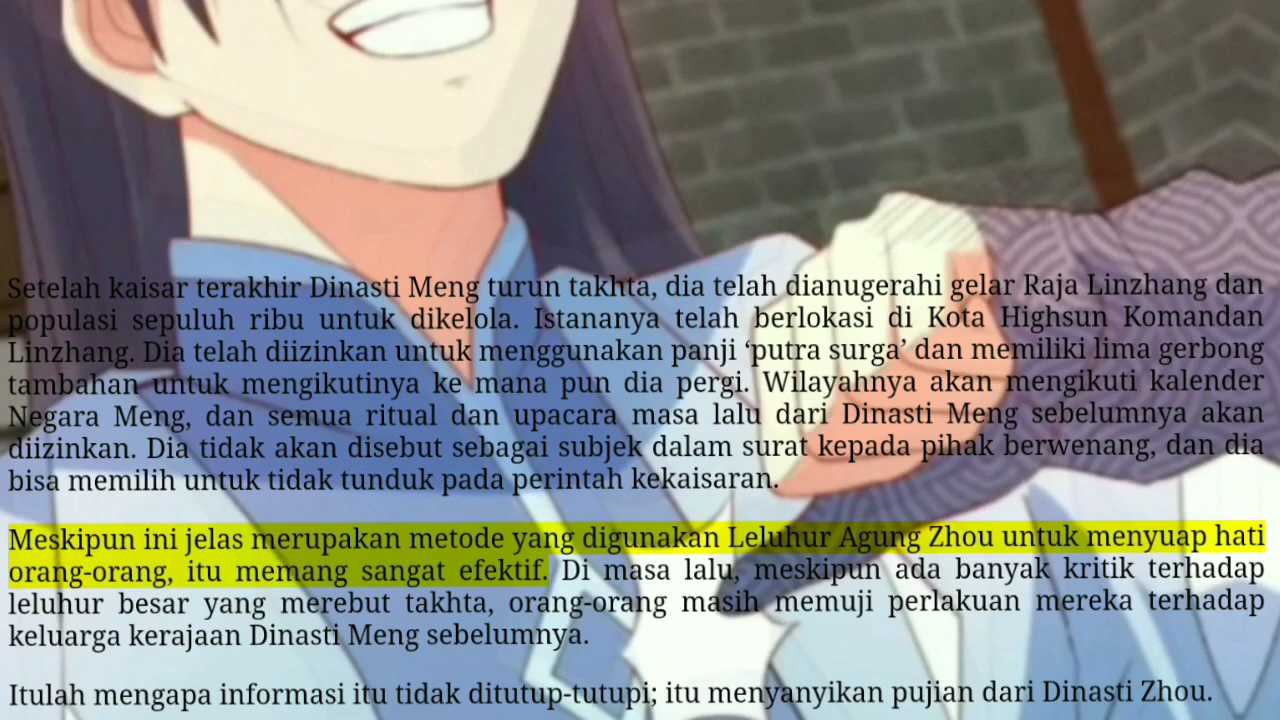 Setelah kaisar terakhir Dinasti Meng turun takhta, dia telah dianugerahi gelar Raja Linzhang dan
populasi sepuluh ribu untuk dikelola. Istananya telah berlokasi di Kota Highsun Komandan
Linzhang. Dia telah diizinkan untuk menggunakan panji ‘putra surga’ dan memiliki lima gerbong
tambahan untuk mengikutinya ke mana pun dia pergi. Wilayahnya akan mengikuti kalender
Negara Meng, dan semua ritual dan upacara masa lalu dari Dinasti Meng sebelumnya akan
diizinkan. Dia tidak akan disebut sebagai subjek dalam surat kepada pihak berwenang, dan dia
bisa memilih untuk tidak tunduk pada perintah kekaisaran.
Meskipun ini jelas merupakan metode yang digunakan Leluhur Agung Zhou untuk menyuap hati
orang-orang, itu memang sangat efektif. Di masa lalu, meskipun ada banyak kritik terhadap
leluhur besar yang merebut takhta, orang-orang masih memuji perlakuan mereka terhadap
keluarga kerajaan Dinasti Meng sebelumnya.
Itulah mengapa informasi itu tidak ditutup-tutupi; itu menyanyikan pujian dari Dinasti Zhou.